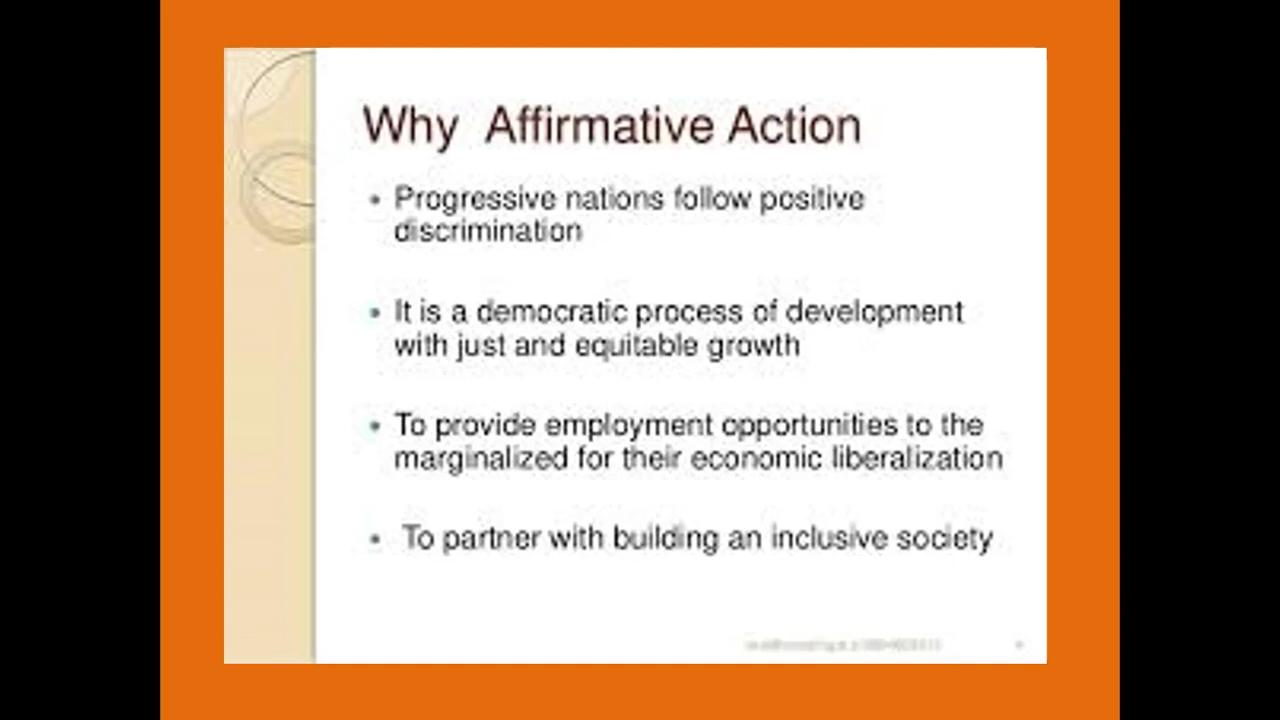 Why Affirmative Action
• Progressive nations follow positive
discrimination
• It is a democratic process of development
with just and equitable growth
• To provide employment opportunities to the
marginalized for their economic liberalization
• To partner with building an inclusive society